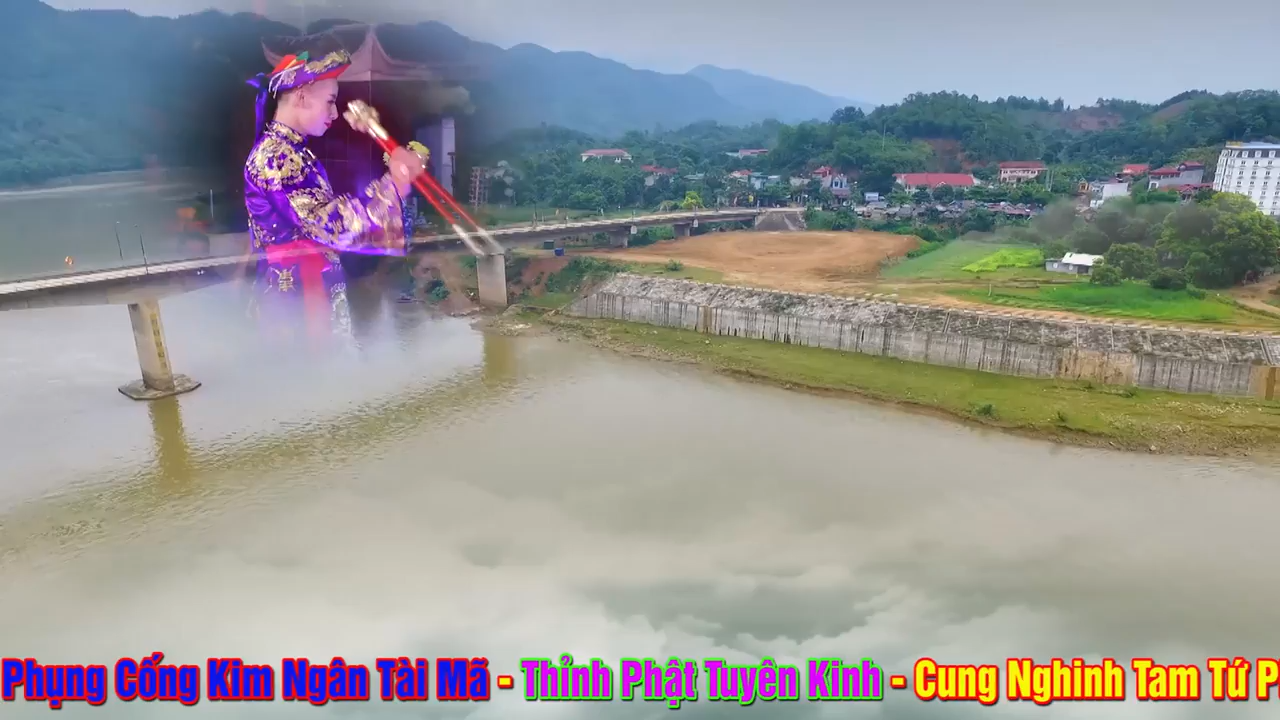 Phụng Cống Kim Ngân Tài Mã - Thỉnh Phật Tuyên Kinh - Cung Nghinh Tam Tứ P